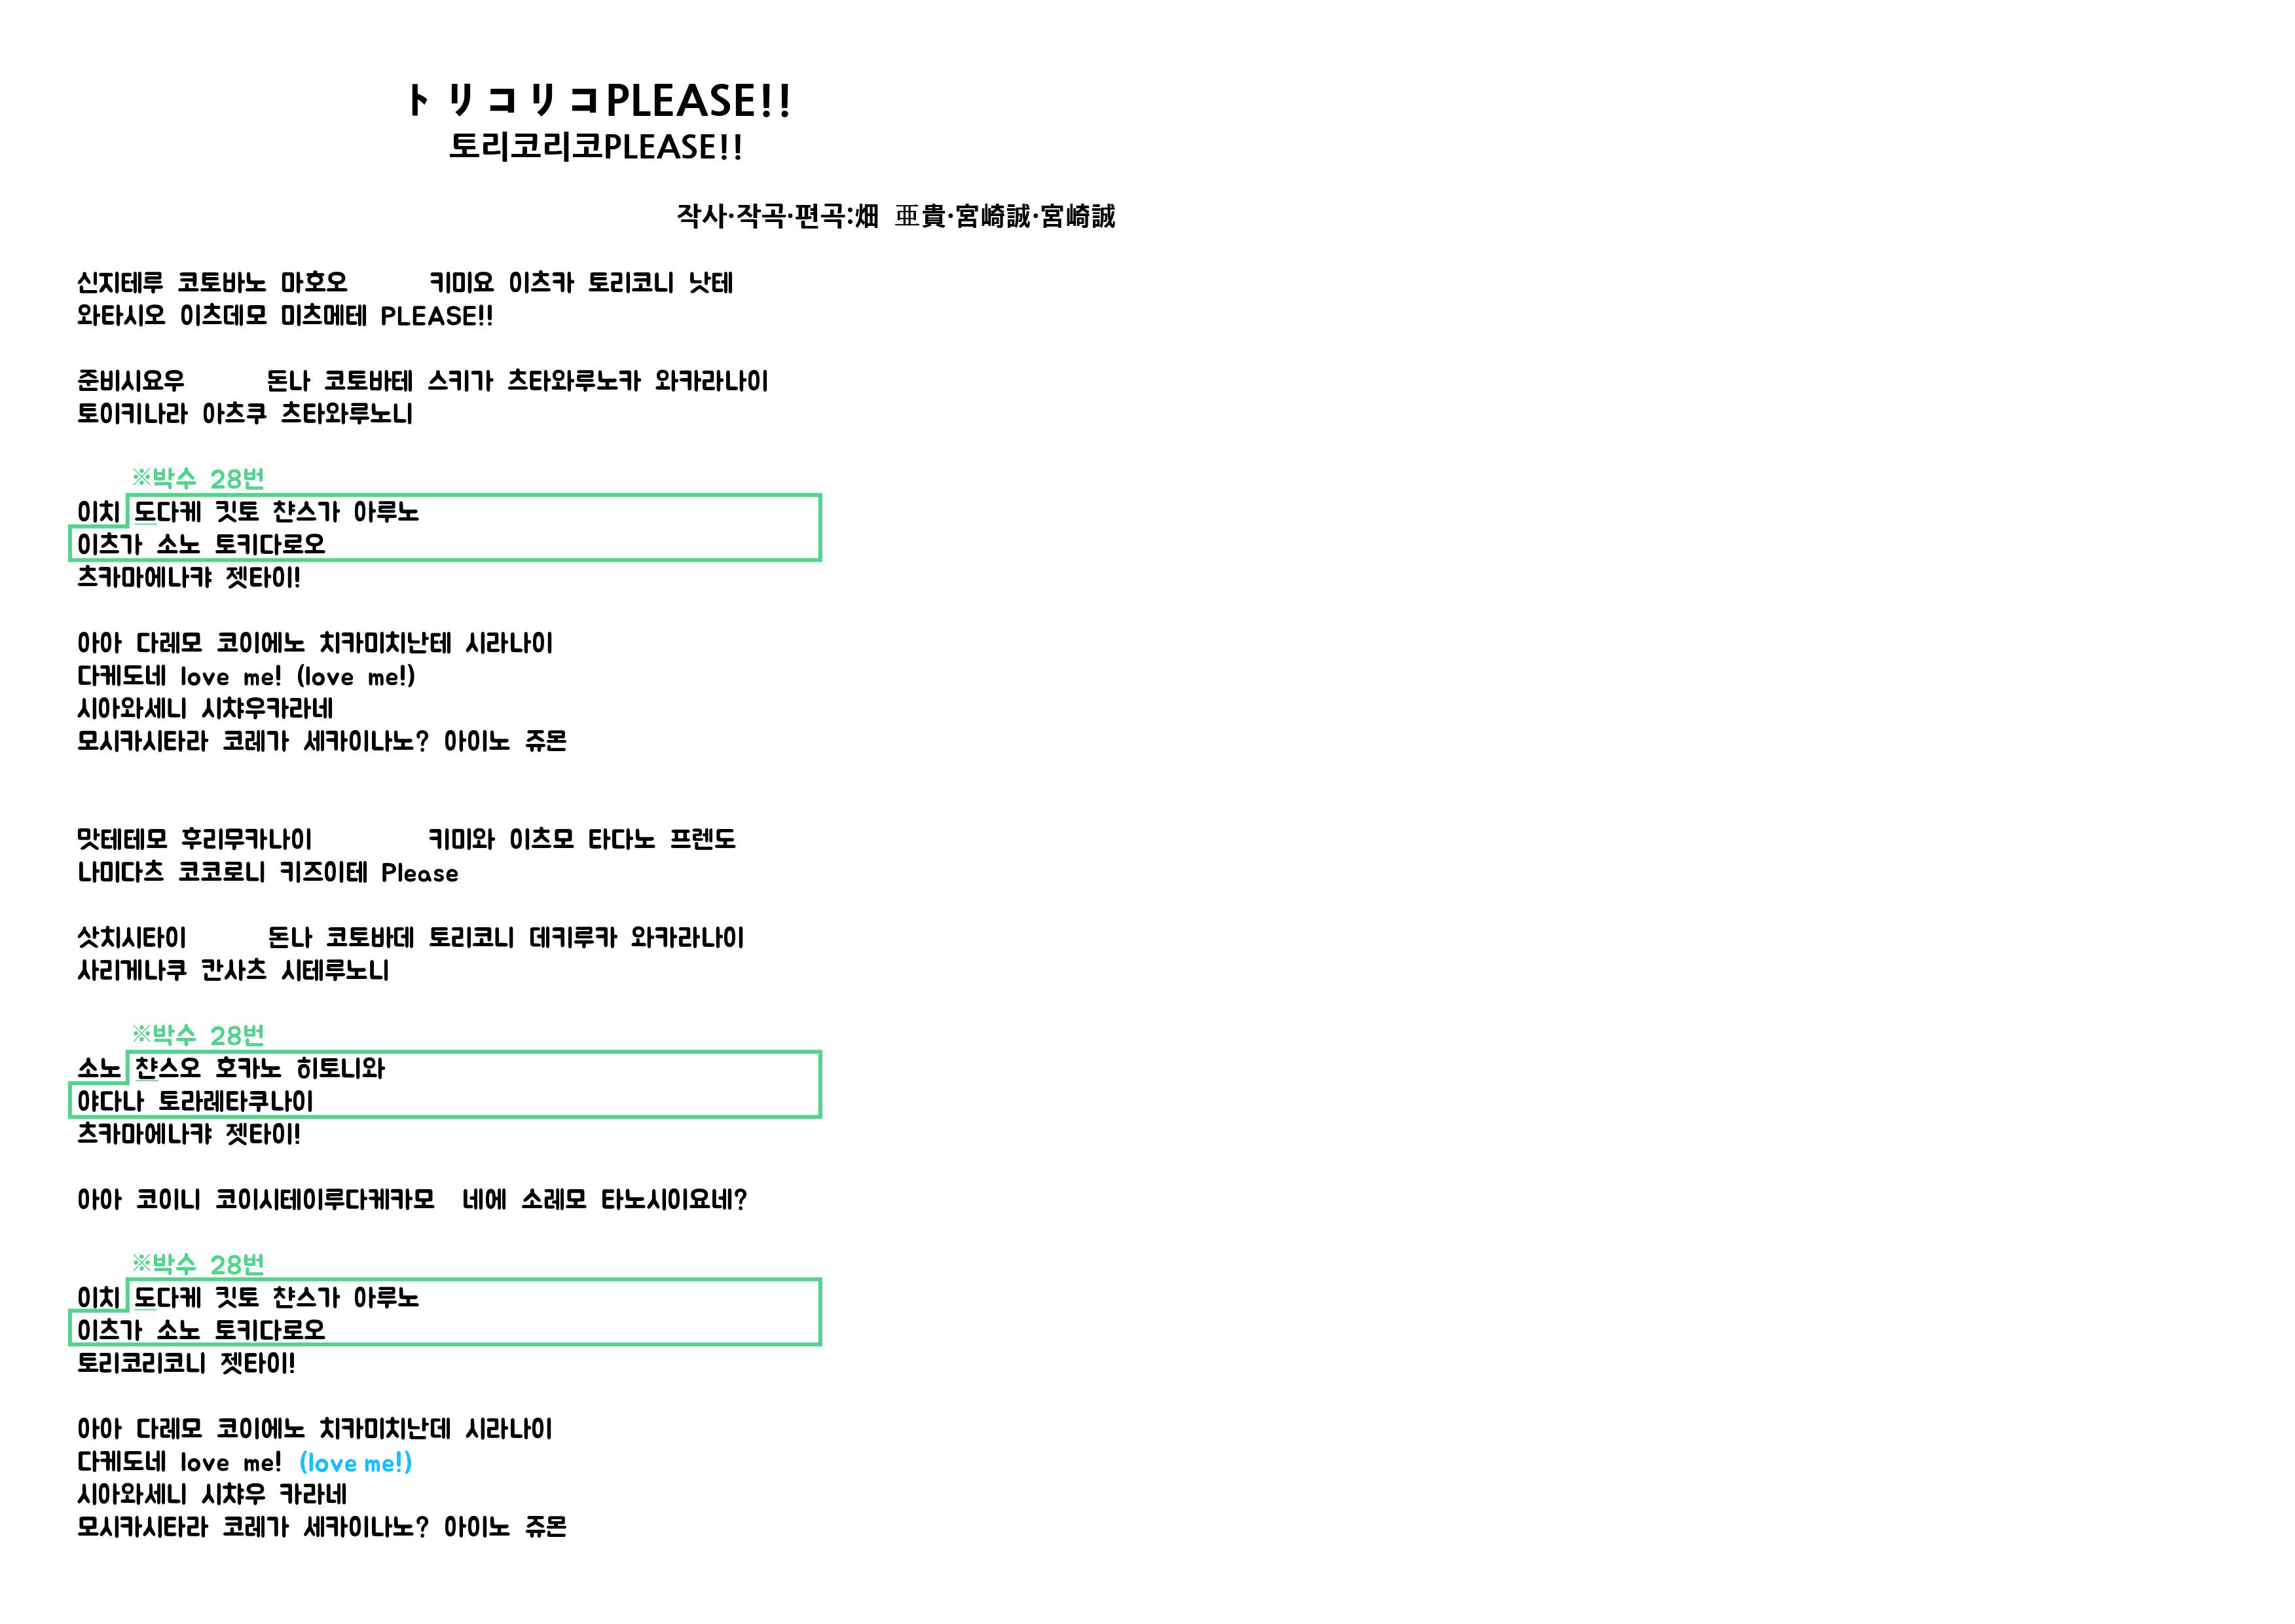 トリコリコPLEASE!!
토리코리코PLEASE!!
작사·작곡·편곡:畑 亜貴·宮崎誠·宮崎誠
신지테루 코토바노 마호오 키미요 이츠카 토리코니 낫테
와타시오 이츠데모 미츠메테 PLEASE!!
준비시요우 돈나 코토바테 스키가 츠타와루노카 와카라나이
토이키나라 아츠쿠 츠타와루노니
※박수 28번
이치 도다케 킷토 챤스가 아루노
이츠가 소노 토키다로오
츠카마에나캬 젯타이!
아아 다레모 코이에노 치카미치난테 시라나이
다케도네 love me! (love me!)
시아와세니 시챠우카라네
모시카시타라 코레가 세카이나노? 아이노 쥬몬
맛테테모 후리무카나이 키미와 이츠모 타다노 프렌도
나미다츠 코코로니 키즈이테 Please
삿치시타이 돈나 코토바데 토리코니 데키루카 와카라나이
사리게나쿠 칸사츠 시테루노니
※박수 28번
소노 챤스오 호카노 히토니와
야다나 토라레타쿠나이
츠카마에나캬 젯타이!
아아 코이니 코이시테이루다케카모 네에 소레모 타노시이요네?
※박수 28번
이치 도다케 킷토 챤스가 아루노
이츠가 소노 토키다로오
토리코리코니 젯타이!
아아 다레모 코이에노 치카미치난데 시라나이
다케도네 love me! (love me!)
시아와세니 시챠우 카라네
모시카시타라 코레가 세카이나노? 아이노 쥬몬